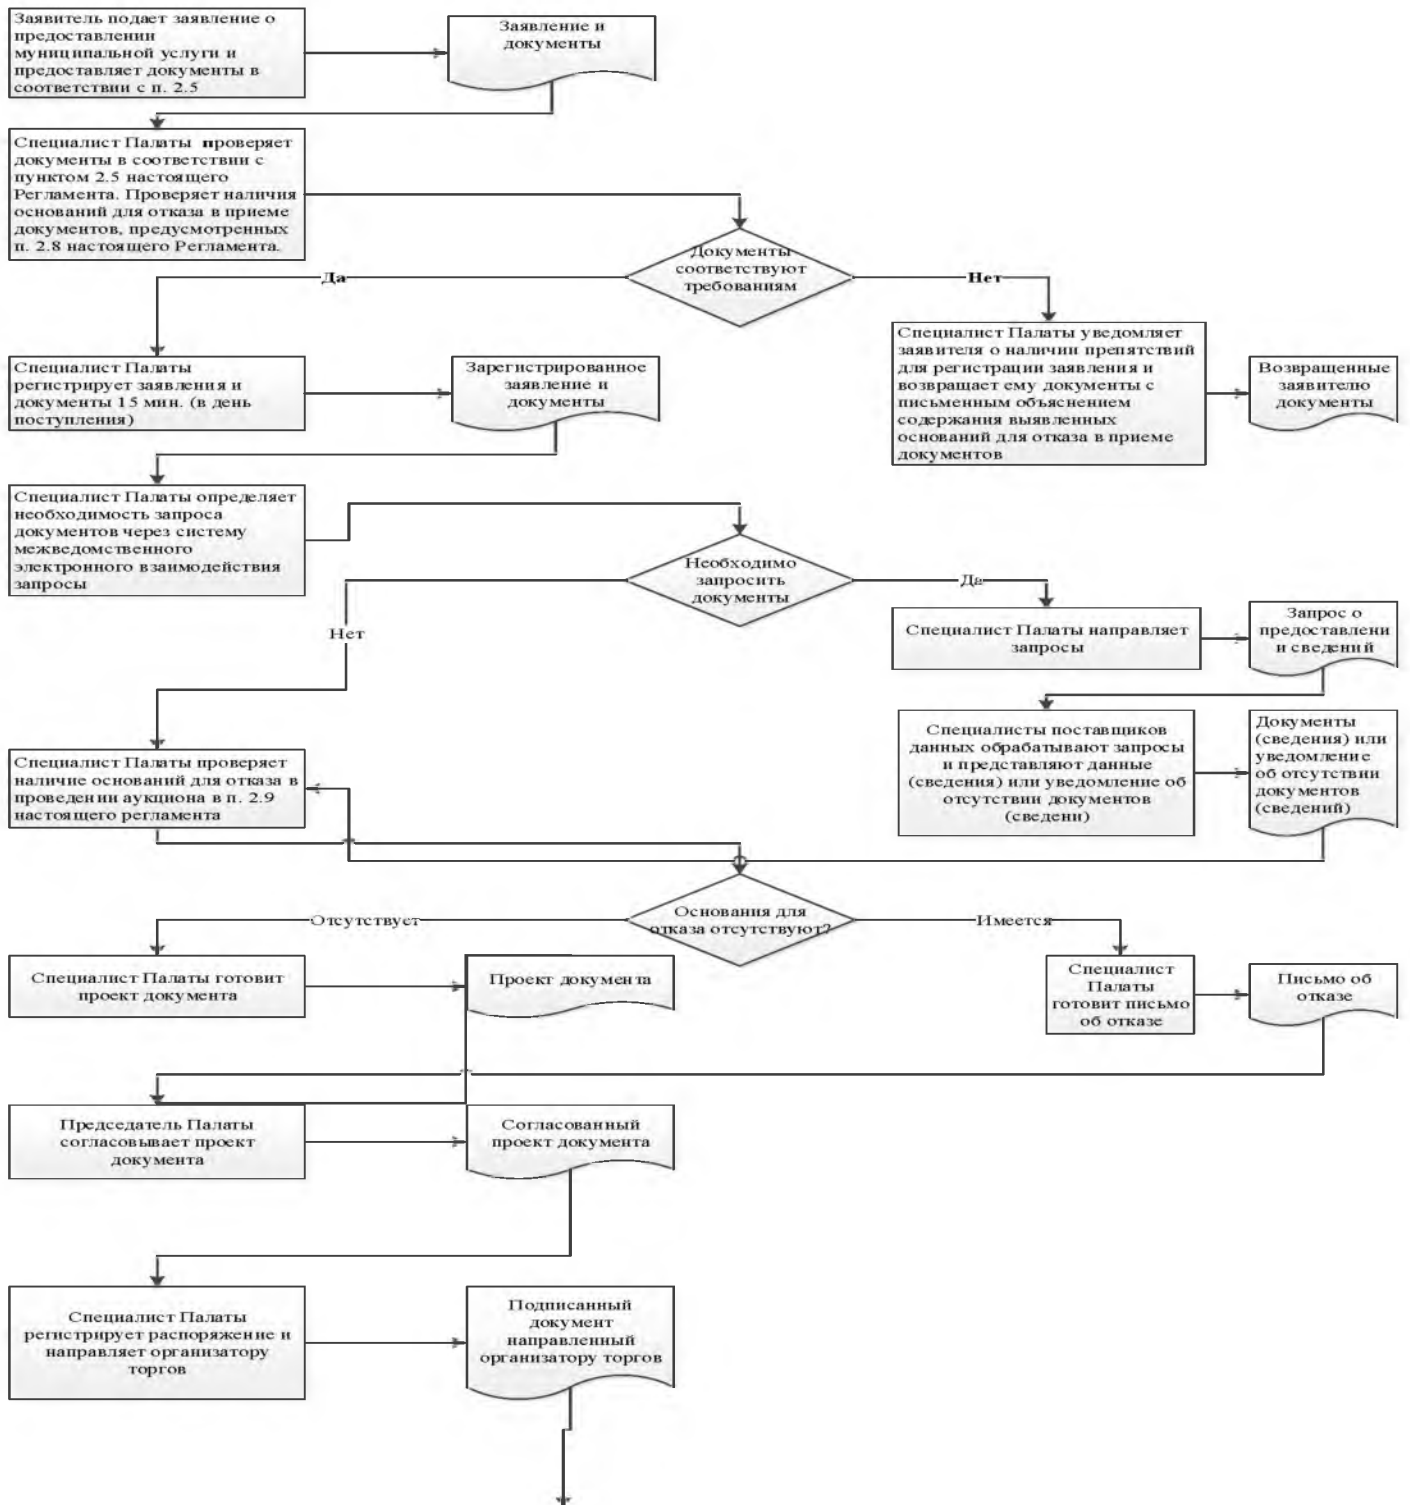 Заявитель подает заявление о
предоставлении
муниципальной услуги и
предоставляет документы в
соответствии с п. 2.5
Заявление и
документы
Специалист Палаты проверяет
документы в соответствии с
пунктом 2.5 настоящего
Регламента. Проверяет наличия
оснований для отказа в приеме
документов, предусмотренных
п. 2.8 настоящего Регламента.
Документы
соответствуют
требованиям
Да
Нет
Специалист Палаты
регистрирует заявления и
документы 15 мин. (в день
поступления)
Зарегистрированное
заявление и
документы
Специалист Палаты уведомляет
заявителя о наличии препятствий
для регистрации заявления и
возвращает ему документы с
письменным объяснением
содержания выявленных
оснований для отказа в приеме
документов
Возвращенные
заявителю
документы
Специалист Палаты определяет
необходимость запроса
документов через систему
межведомственного
электронного взаимодействия
запросы
Необходимо
запросить
документы
Да
Нет
Специалист Палаты направляет
запросы
Запрос о
предоставлени
и сведений
Специалисты поставщиков
данных обрабатывают запросы
и представляют данные
(сведения) или уведомление об
отсутствии документов
(сведени)
Документы
(сведения) или
уведомление
об отсутствии
документов
(сведений)
Специалист Палаты проверяет
наличие оснований для отказа в
проведении аукциона в п. 2.9
настоящего регламента
Основания для
отказа отсутствуют?
Отсутствует
Имеется
Специалист Палаты готовит
проект документа
Проект документа
Специалист
Палаты
готовит письмо
об отказе
Письмо об
отказе
Председатель Палаты
согласовывает проект
документа
Согласованный
проект документа
Специалист Палаты
регистрирует распоряжение и
направляет организатору
торгов
Подписанный
документ
направленный
организатору торгов